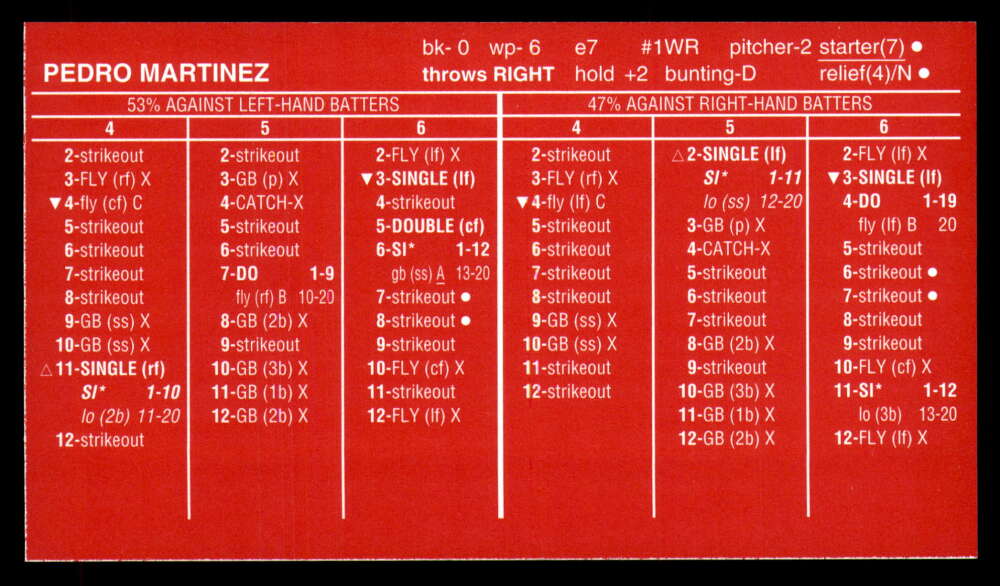 bk- 0 wp- 6 e7 #1WR pitcher-2 starter(7) ●
PEDRO MARTINEZ throws RIGHT hold +2 bunting-D relief(4)/N ●
53% AGAINST LEFT-HAND BATTERS
4
2-strikeout
3-FLY (rf) X
▼4-fly (cf) C
5-strikeout
6-strikeout
7-strikeout
8-strikeout
9-GB (ss) X
10-GB (ss) X
△11-SINGLE (rf)
SI* 1-10
lo (2b) 11-20
12-strikeout
5
2-strikeout
3-GB (p) X
4-CATCH-X
5-strikeout
6-strikeout
7-DO 1-9
fly (rf) B 10-20
8-GB (2b) X
9-strikeout
10-GB (3b) X
11-GB (1b) X
12-GB (2b) X
6
2-FLY (lf) X
▼3-SINGLE (lf)
4-strikeout
5-DOUBLE (cf)
6-SI* 1-12
gb (ss) A 13-20
7-strikeout ●
8-strikeout ●
9-strikeout
10-FLY (cf) X
11-strikeout
12-FLY (lf) X
47% AGAINST RIGHT-HAND BATTERS
4
2-strikeout
3-FLY (rf) X
▼4-fly (lf) C
5-strikeout
6-strikeout
7-strikeout
8-strikeout
9-GB (ss) X
10-GB (ss) X
11-strikeout
12-strikeout
5
△2-SINGLE (lf)
SI* 1-11
lo (ss) 12-20
3-GB (p) X
4-CATCH-X
5-strikeout
6-strikeout
7-strikeout
8-GB (2b) X
9-strikeout
10-GB (3b) X
11-GB (1b) X
12-GB (2b) X
6
2-FLY (lf) X
▼3-SINGLE (lf)
4-DO 1-19
fly (lf) B 20
5-strikeout
6-strikeout ●
7-strikeout ●
8-strikeout
9-strikeout
10-FLY (cf) X
11-SI* 1-12
lo (3b) 13-20
12-FLY (lf) X